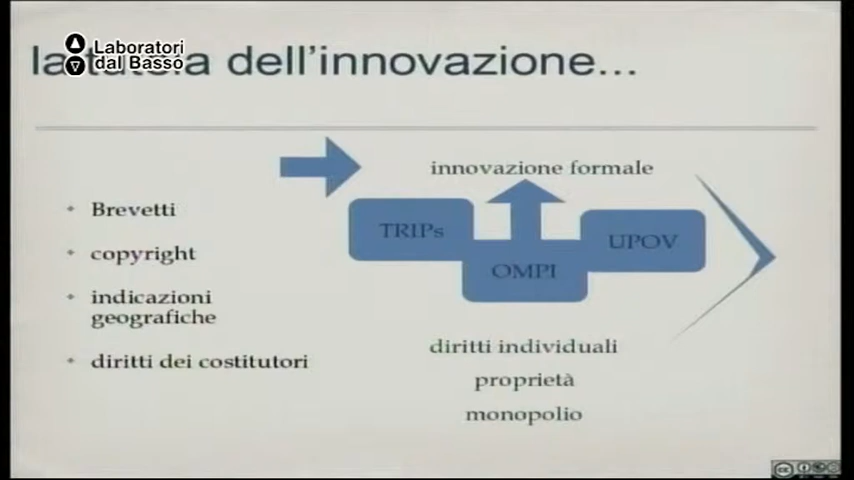 Laboratori
dal Basso
la tutela dell'innovazione...
innovazione formale
Brevetti
copyright
indicazioni
geografiche
diritti dei costitutori
TRIPs
OMPI
UPOV
diritti individuali
proprietà
monopolio
cc